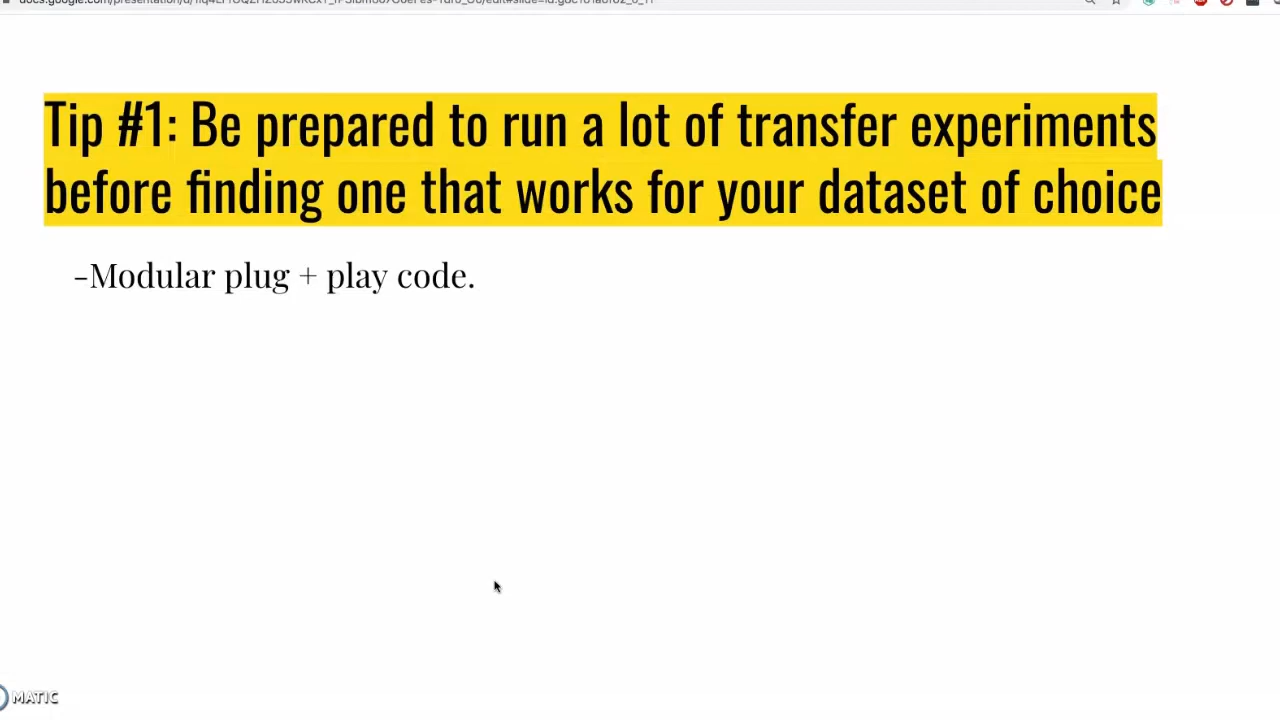 Tip #1: Be prepared to run a lot of transfer experiments
before finding one that works for your dataset of choice
-Modular plug + play code.
MATIC